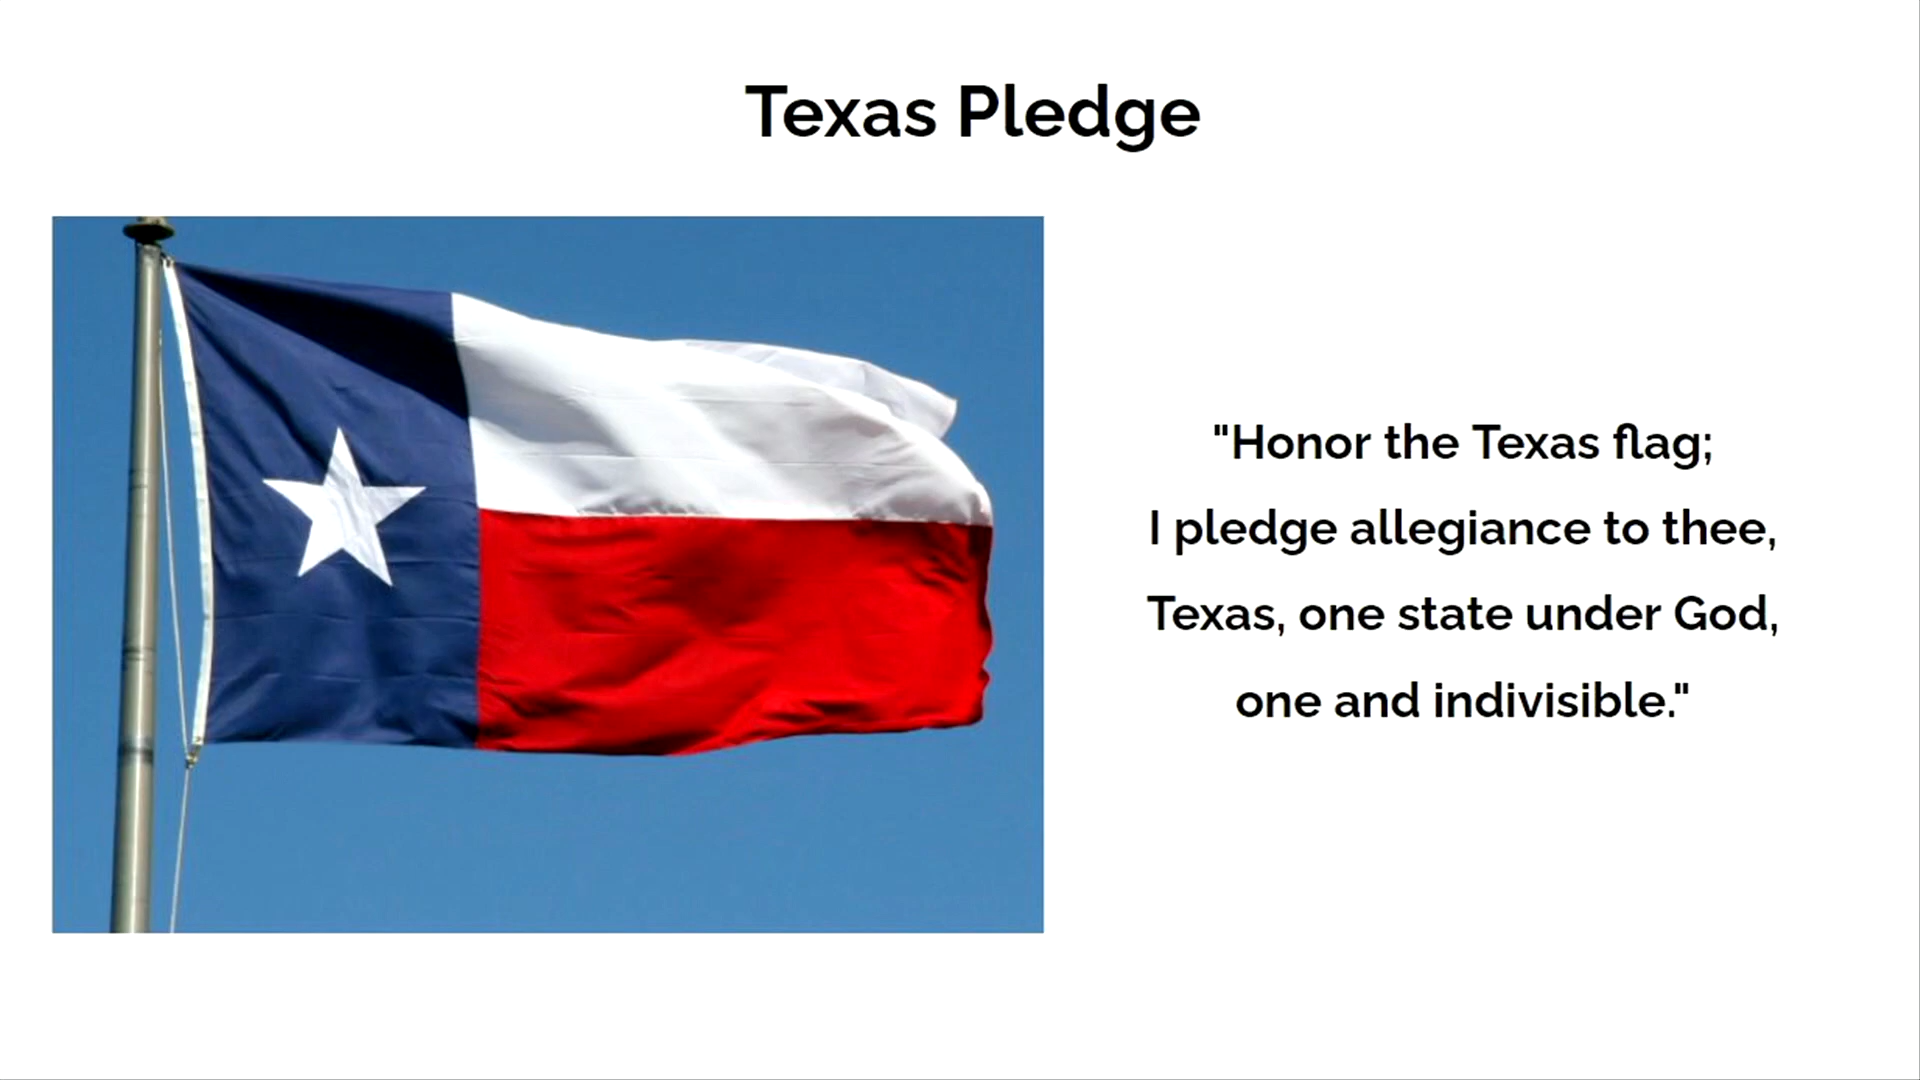 Texas Pledge
"Honor the Texas flag;
I pledge allegiance to thee,
Texas, one state under God,
one and indivisible."